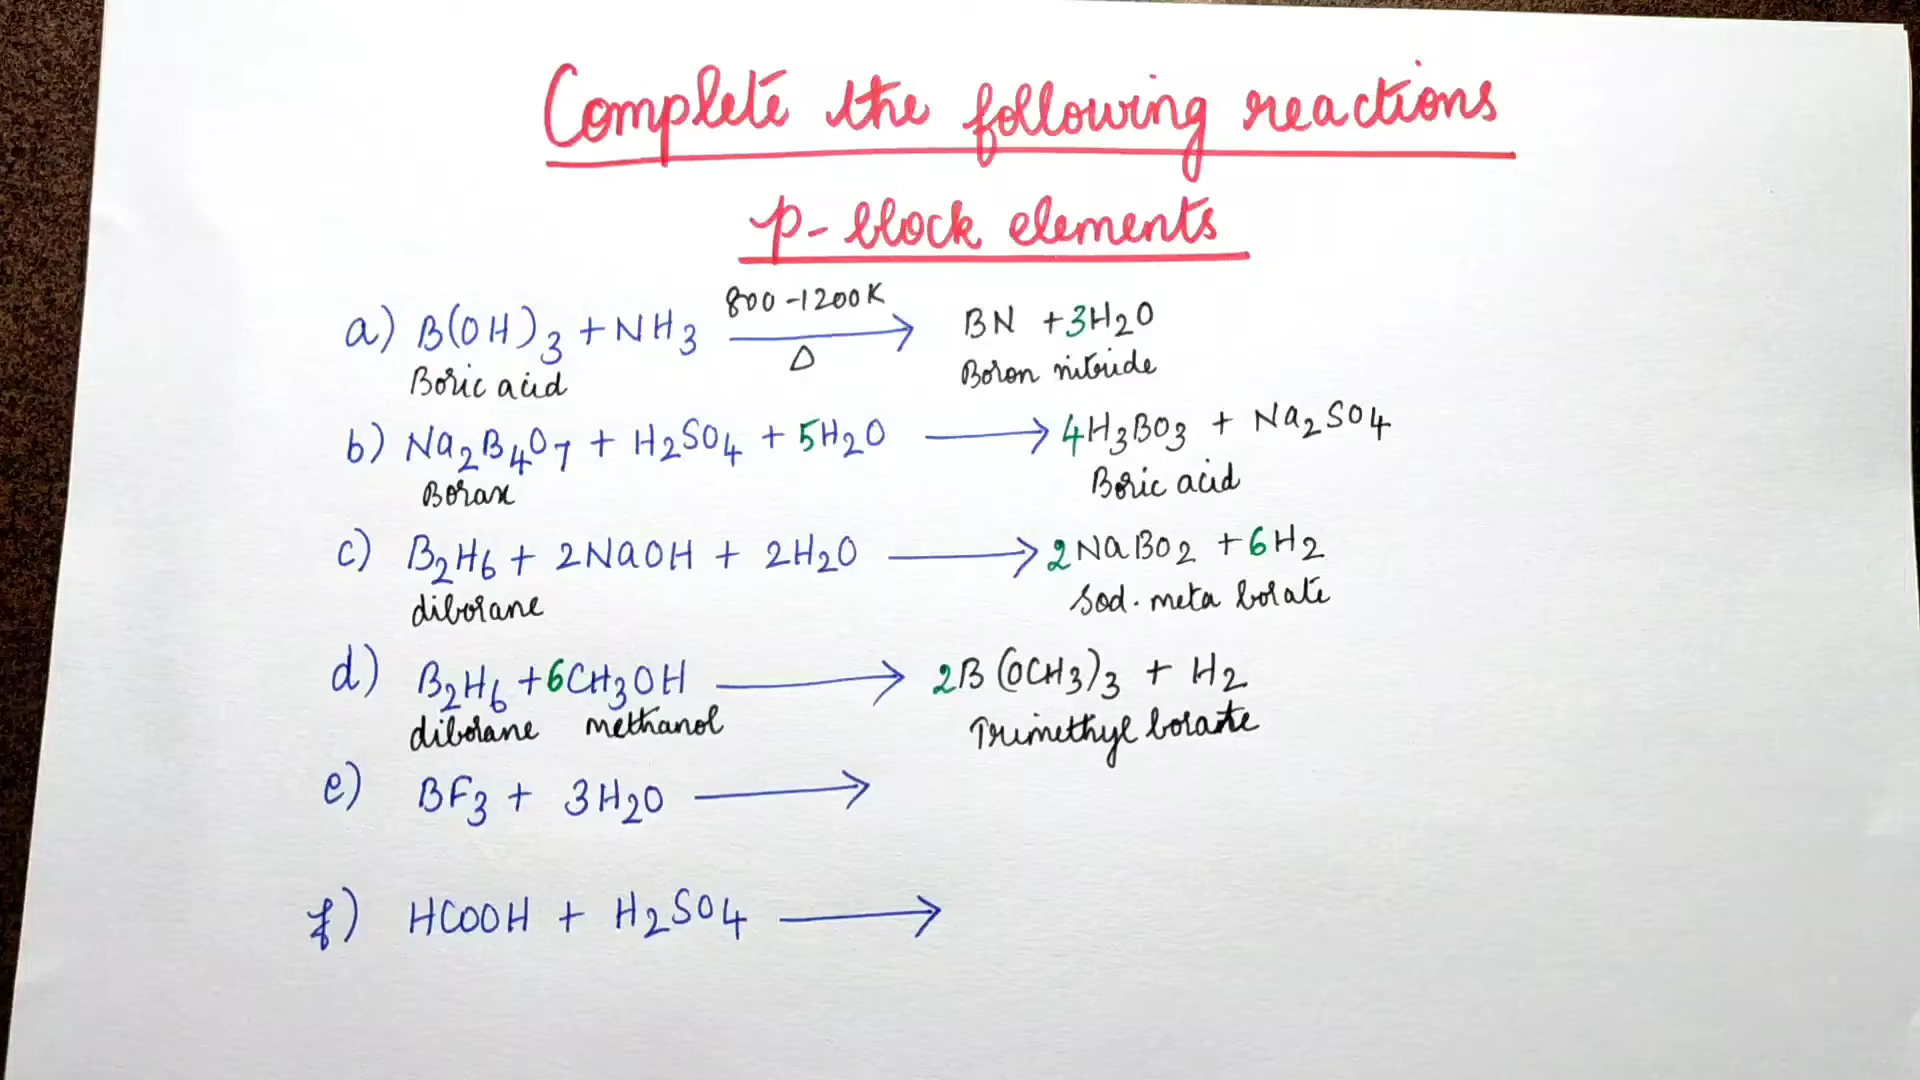 Complete the following reactions
p-block elements
a) B(OH)3 + NH3 800-1200K Δ → BN + 3H2O
Boric acid Boron nitride
b) Na2B4O7 + H2SO4 + 5H2O → 4H3BO3 + Na2SO4
Borax Boric acid
c) B2H6 + 2NaOH + 2H2O → 2NaBO2 + 6H2
diborane Sod. meta borate
d) B2H6 + 6CH3OH → 2B(OCH3)3 + H2
diborane methanol Trimethyl borate
e) BF3 + 3H2O →
f) HCOOH + H2SO4 →